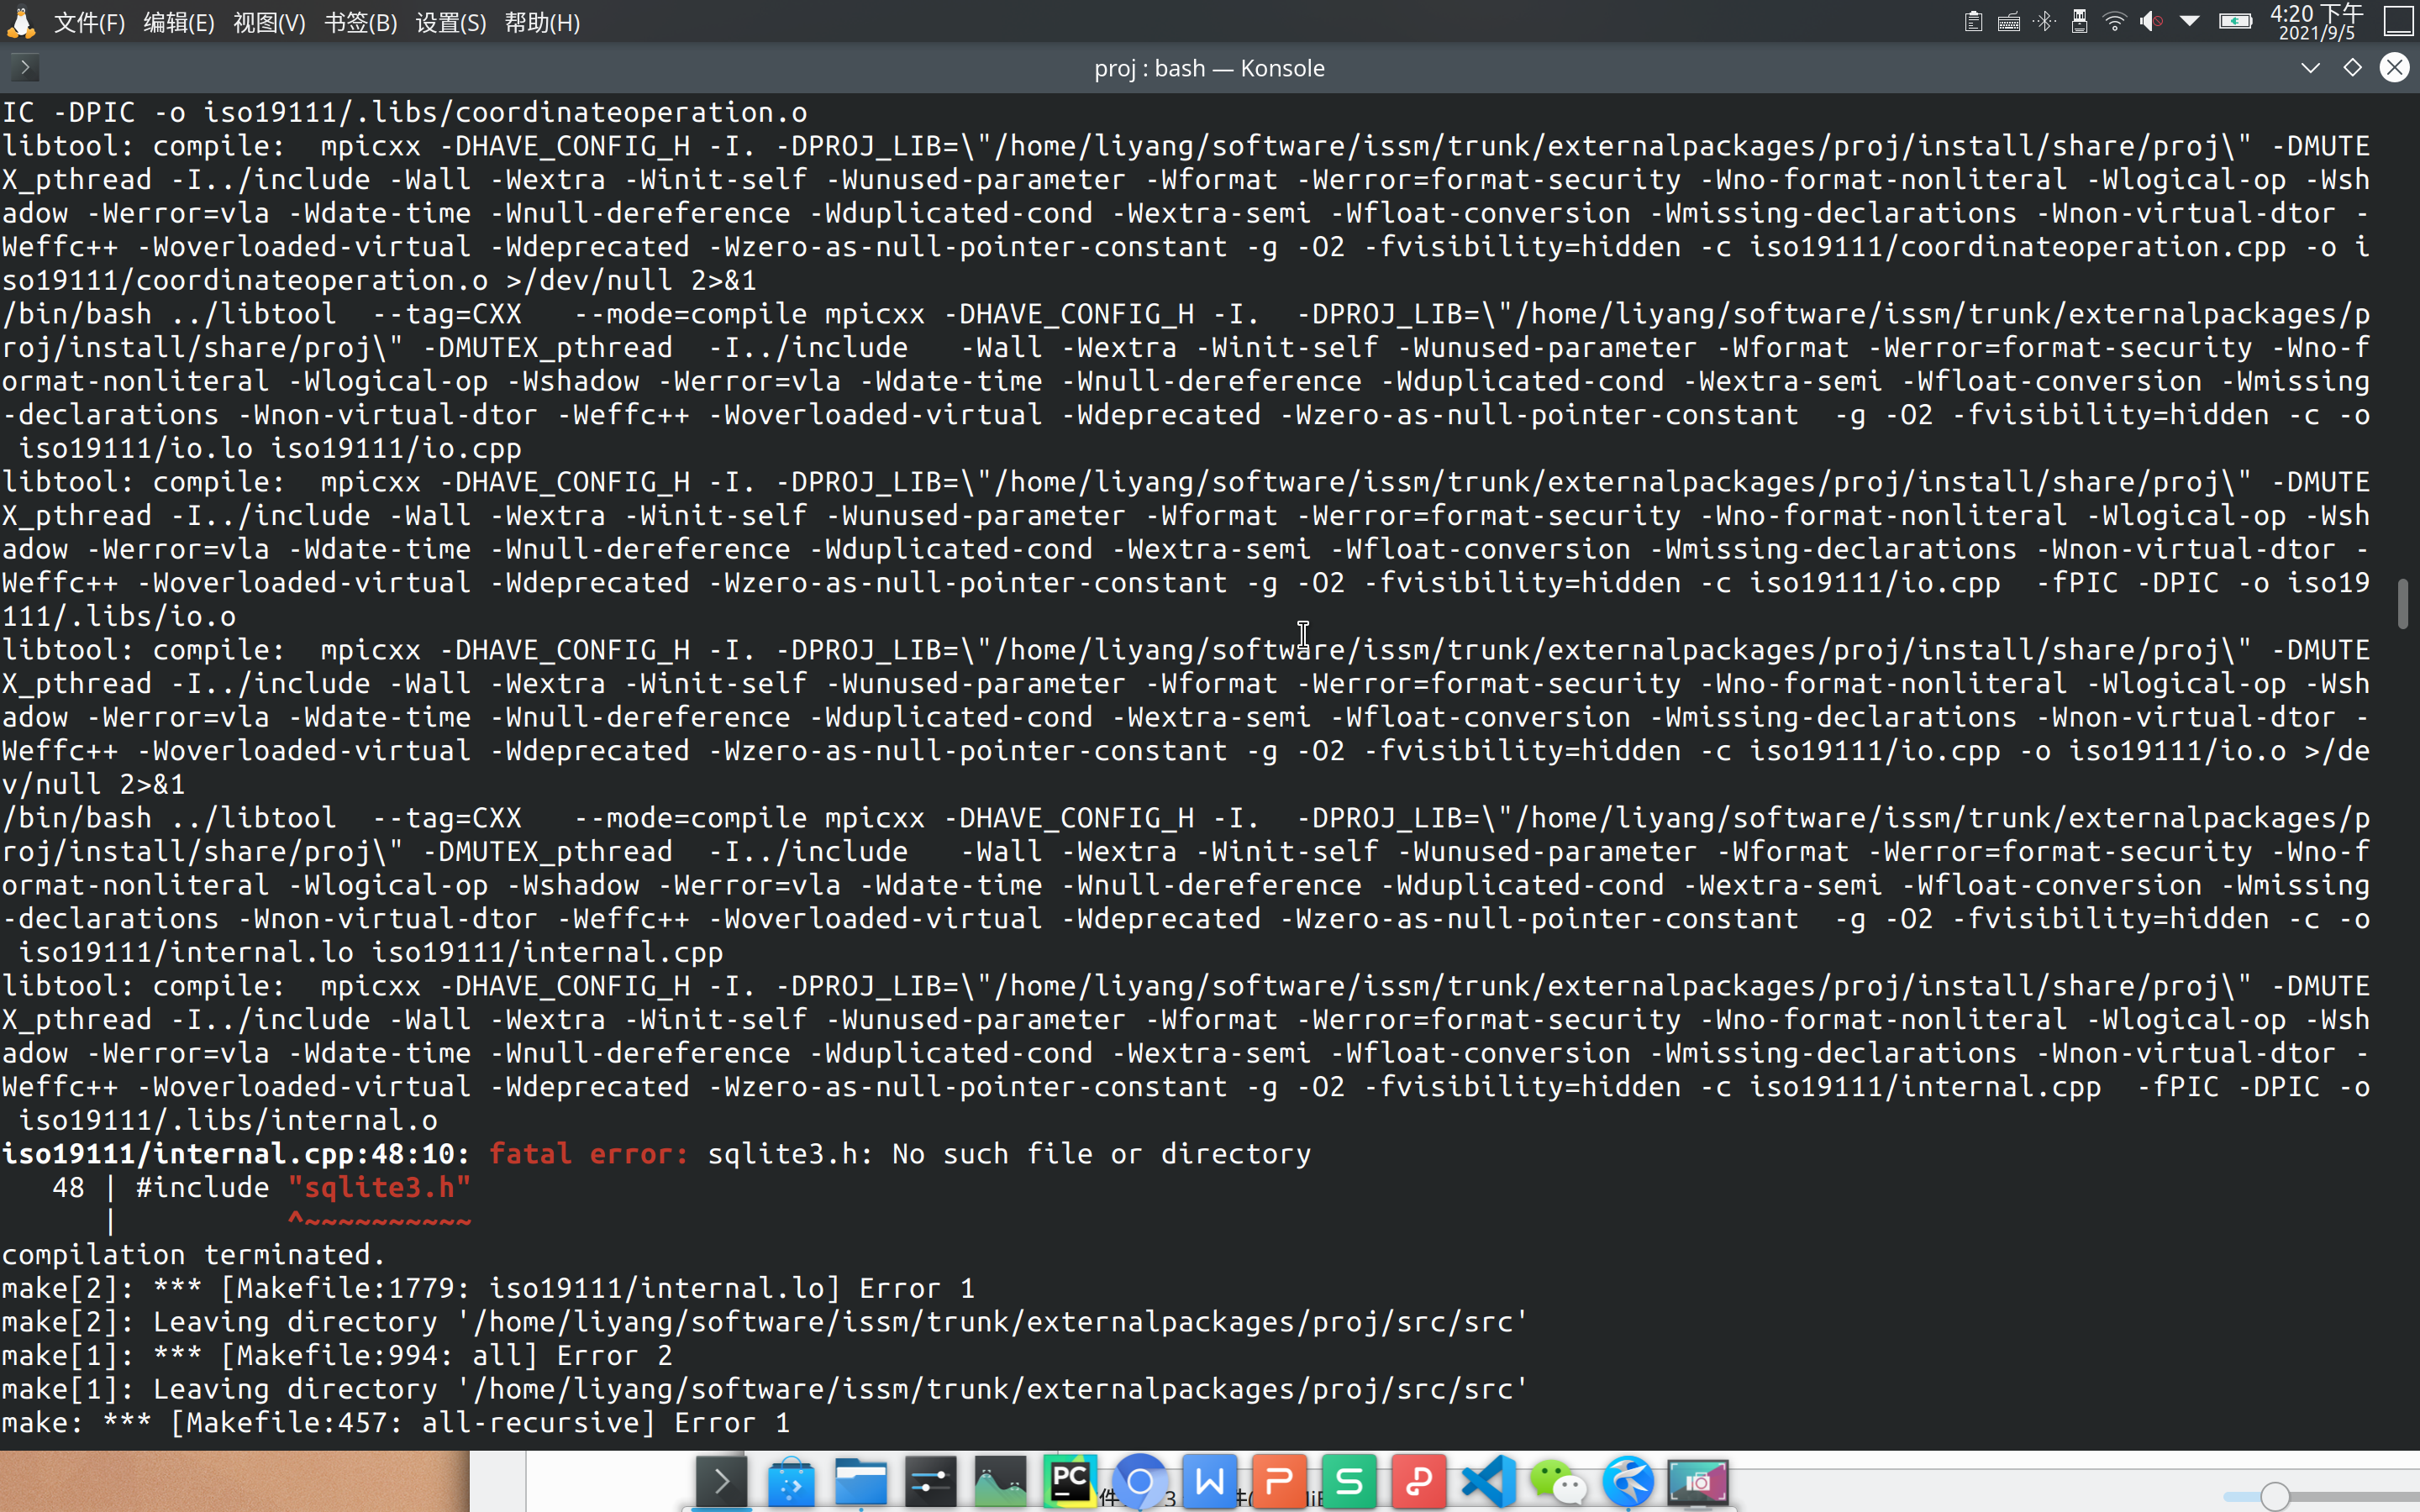 文件(F) 编辑(E) 视图(V) 书签(B) 设置(S) 帮助(H)
4:20 下午
2021/9/5
proj : bash — Konsole
IC -DPIC -o iso19111/.libs/coordinateoperation.o
libtool: compile:  mpicxx -DHAVE_CONFIG_H -I. -DPROJ_LIB=\"/home/liyang/software/issm/trunk/externalpackages/proj/install/share/proj\" -DMUTE
X_pthread -I../include -Wall -Wextra -Winit-self -Wunused-parameter -Wformat -Werror=format-security -Wno-format-nonliteral -Wlogical-op -Wsh
adow -Werror=vla -Wdate-time -Wnull-dereference -Wduplicated-cond -Wextra-semi -Wfloat-conversion -Wmissing-declarations -Wnon-virtual-dtor -
Weffc++ -Woverloaded-virtual -Wdeprecated -Wzero-as-null-pointer-constant -g -O2 -fvisibility=hidden -c iso19111/coordinateoperation.cpp -o i
so19111/coordinateoperation.o >/dev/null 2>&1
/bin/bash ../libtool  --tag=CXX   --mode=compile mpicxx -DHAVE_CONFIG_H -I.  -DPROJ_LIB=\"/home/liyang/software/issm/trunk/externalpackages/p
roj/install/share/proj\" -DMUTEX_pthread  -I../include   -Wall -Wextra -Winit-self -Wunused-parameter -Wformat -Werror=format-security -Wno-f
ormat-nonliteral -Wlogical-op -Wshadow -Werror=vla -Wdate-time -Wnull-dereference -Wduplicated-cond -Wextra-semi -Wfloat-conversion -Wmissing
-declarations -Wnon-virtual-dtor -Weffc++ -Woverloaded-virtual -Wdeprecated -Wzero-as-null-pointer-constant  -g -O2 -fvisibility=hidden -c -o
 iso19111/io.lo iso19111/io.cpp
libtool: compile:  mpicxx -DHAVE_CONFIG_H -I. -DPROJ_LIB=\"/home/liyang/software/issm/trunk/externalpackages/proj/install/share/proj\" -DMUTE
X_pthread -I../include -Wall -Wextra -Winit-self -Wunused-parameter -Wformat -Werror=format-security -Wno-format-nonliteral -Wlogical-op -Wsh
adow -Werror=vla -Wdate-time -Wnull-dereference -Wduplicated-cond -Wextra-semi -Wfloat-conversion -Wmissing-declarations -Wnon-virtual-dtor -
Weffc++ -Woverloaded-virtual -Wdeprecated -Wzero-as-null-pointer-constant -g -O2 -fvisibility=hidden -c iso19111/io.cpp  -fPIC -DPIC -o iso19
111/.libs/io.o
libtool: compile:  mpicxx -DHAVE_CONFIG_H -I. -DPROJ_LIB=\"/home/liyang/software/issm/trunk/externalpackages/proj/install/share/proj\" -DMUTE
X_pthread -I../include -Wall -Wextra -Winit-self -Wunused-parameter -Wformat -Werror=format-security -Wno-format-nonliteral -Wlogical-op -Wsh
adow -Werror=vla -Wdate-time -Wnull-dereference -Wduplicated-cond -Wextra-semi -Wfloat-conversion -Wmissing-declarations -Wnon-virtual-dtor -
Weffc++ -Woverloaded-virtual -Wdeprecated -Wzero-as-null-pointer-constant -g -O2 -fvisibility=hidden -c iso19111/io.cpp -o iso19111/io.o >/de
v/null 2>&1
/bin/bash ../libtool  --tag=CXX   --mode=compile mpicxx -DHAVE_CONFIG_H -I.  -DPROJ_LIB=\"/home/liyang/software/issm/trunk/externalpackages/p
roj/install/share/proj\" -DMUTEX_pthread  -I../include   -Wall -Wextra -Winit-self -Wunused-parameter -Wformat -Werror=format-security -Wno-f
ormat-nonliteral -Wlogical-op -Wshadow -Werror=vla -Wdate-time -Wnull-dereference -Wduplicated-cond -Wextra-semi -Wfloat-conversion -Wmissing
-declarations -Wnon-virtual-dtor -Weffc++ -Woverloaded-virtual -Wdeprecated -Wzero-as-null-pointer-constant  -g -O2 -fvisibility=hidden -c -o
 iso19111/internal.lo iso19111/internal.cpp
libtool: compile:  mpicxx -DHAVE_CONFIG_H -I. -DPROJ_LIB=\"/home/liyang/software/issm/trunk/externalpackages/proj/install/share/proj\" -DMUTE
X_pthread -I../include -Wall -Wextra -Winit-self -Wunused-parameter -Wformat -Werror=format-security -Wno-format-nonliteral -Wlogical-op -Wsh
adow -Werror=vla -Wdate-time -Wnull-dereference -Wduplicated-cond -Wextra-semi -Wfloat-conversion -Wmissing-declarations -Wnon-virtual-dtor -
Weffc++ -Woverloaded-virtual -Wdeprecated -Wzero-as-null-pointer-constant -g -O2 -fvisibility=hidden -c iso19111/internal.cpp  -fPIC -DPIC -o
 iso19111/.libs/internal.o
iso19111/internal.cpp:48:10: fatal error: sqlite3.h: No such file or directory
   48 | #include "sqlite3.h"
      |          ^~~~~~~~~~~
compilation terminated.
make[2]: *** [Makefile:1779: iso19111/internal.lo] Error 1
make[2]: Leaving directory '/home/liyang/software/issm/trunk/externalpackages/proj/src/src'
make[1]: *** [Makefile:994: all] Error 2
make[1]: Leaving directory '/home/liyang/software/issm/trunk/externalpackages/proj/src/src'
make: *** [Makefile:457: all-recursive] Error 1
PC